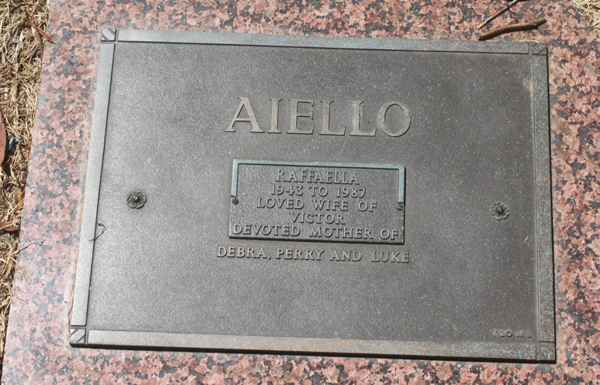 AIELLO
RAFFAELLA
1943 TO 1987
LOVED WIFE OF
VICTOR
DEVOTED MOTHER OF
DEBRA, PERRY AND LUKE